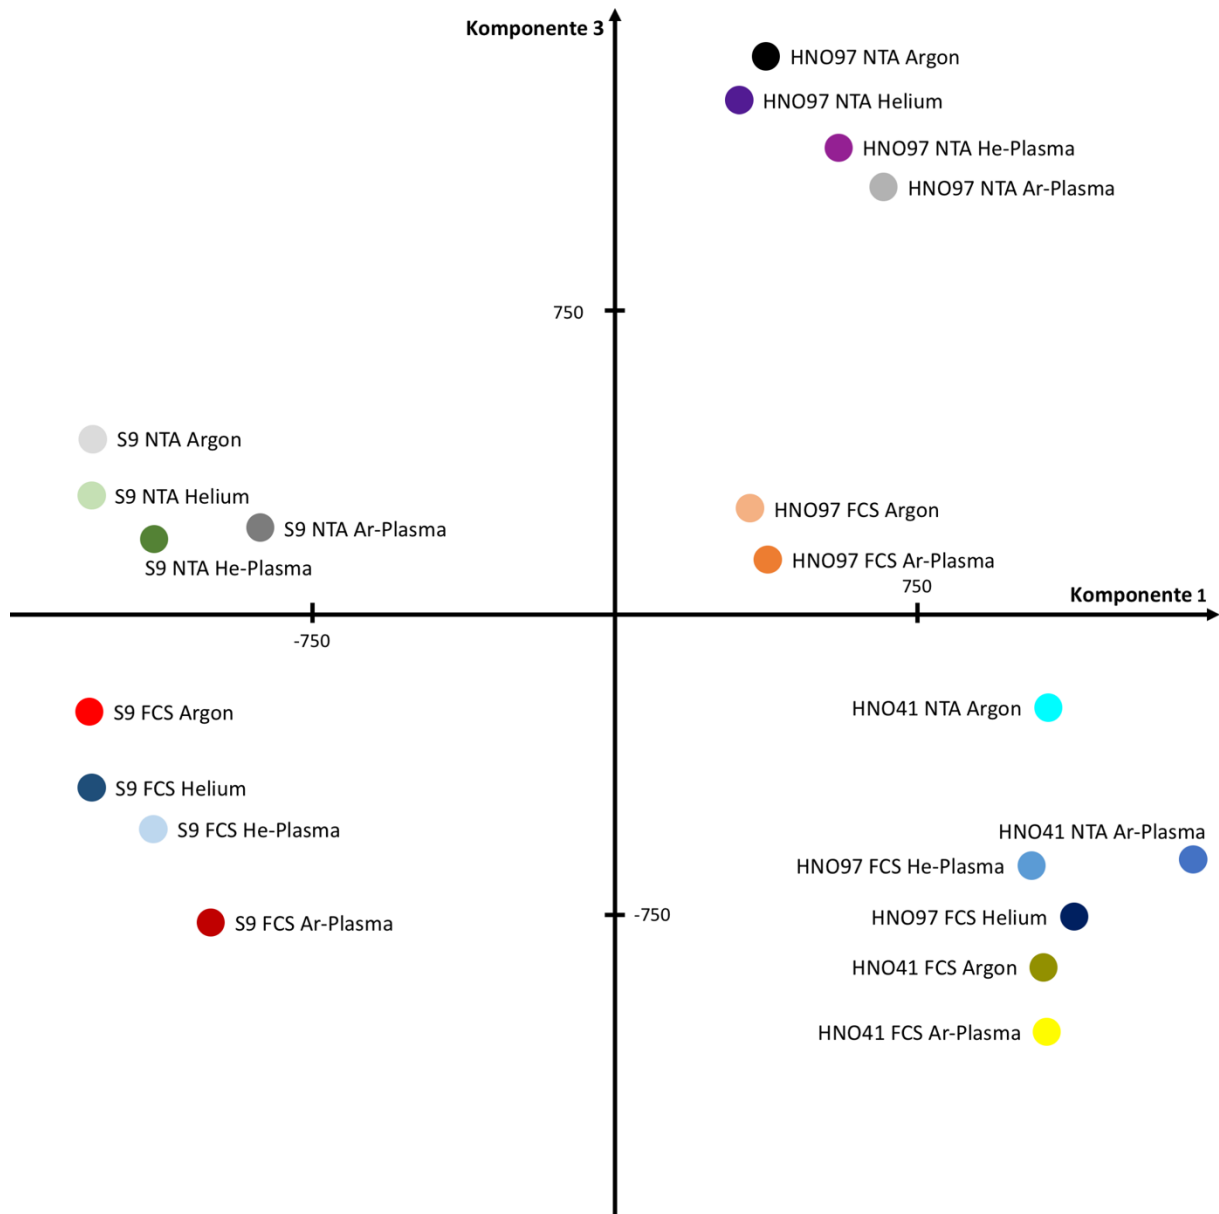 Komponente 3
HNO97 NTA Argon
HNO97 NTA Helium
HNO97 NTA He-Plasma
HNO97 NTA Ar-Plasma
750
S9 NTA Argon
S9 NTA Helium
S9 NTA Ar-Plasma
S9 NTA He-Plasma
HNO97 FCS Argon
HNO97 FCS Ar-Plasma
750
Komponente 1
-750
S9 FCS Argon
HNO41 NTA Argon
S9 FCS Helium
S9 FCS He-Plasma
HNO41 NTA Ar-Plasma
HNO97 FCS He-Plasma
-750
HNO97 FCS Helium
S9 FCS Ar-Plasma
HNO41 FCS Argon
HNO41 FCS Ar-Plasma